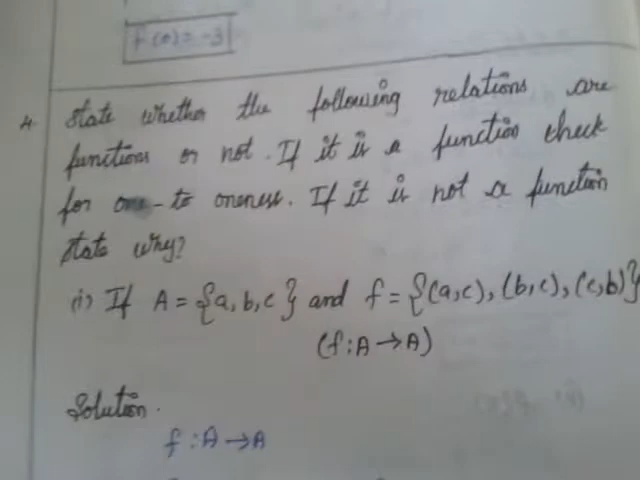 f(0) = -3
4. State whether the following relations are
functions or not. If it is a function check
for one-to oneness. If it is not a function
state why?
(i) If A = {a, b, c} and f = {(a,c), (b,c), (c,b)}
(f : A → A)
Solution.
f : A → A